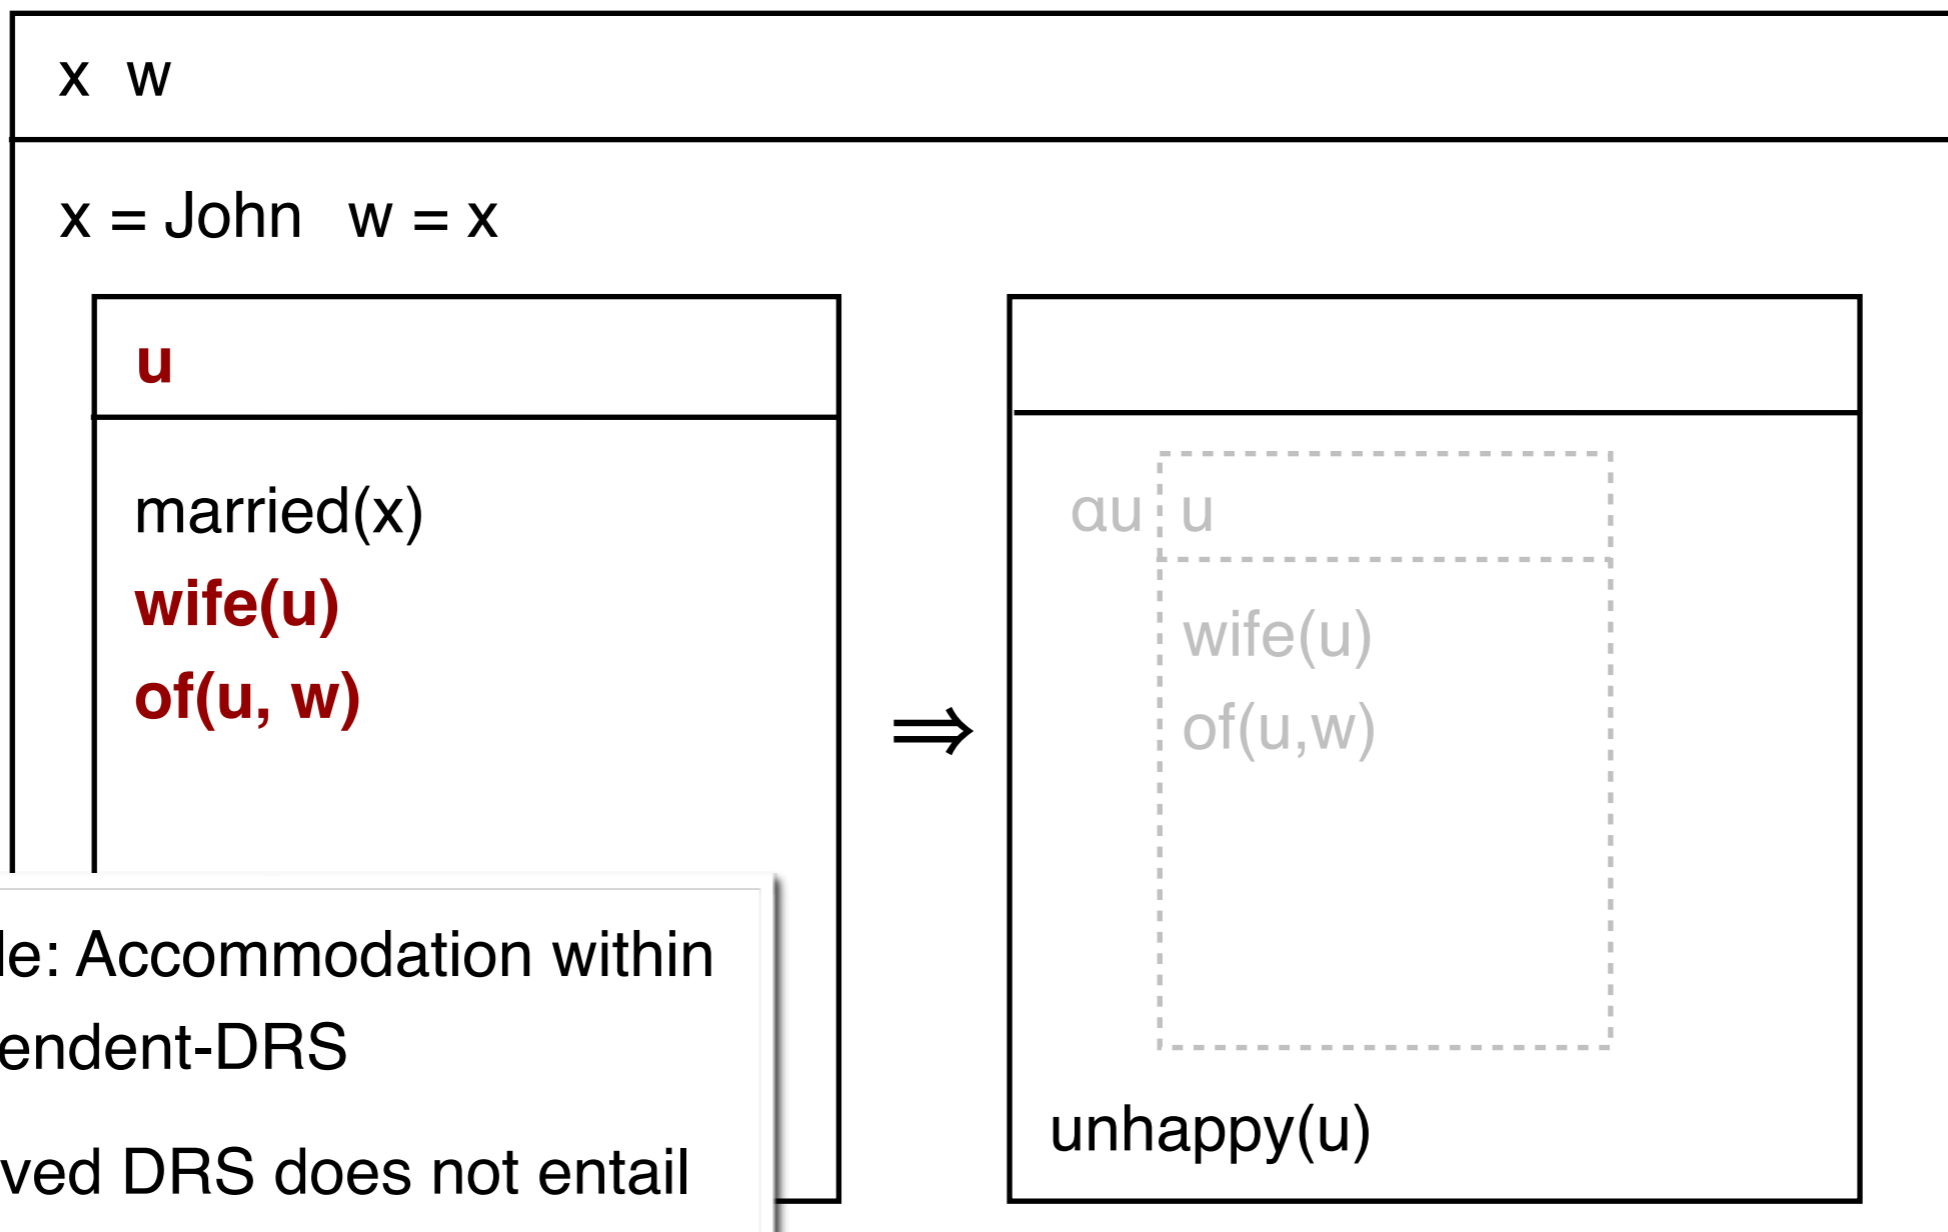 x w
x = John w = x
u
married(x)
wife(u)
of(u, w)
⇒
αu u
wife(u)
of(u,w)
unhappy(u)
le: Accommodation within
endent-DRS
ved DRS does not entail